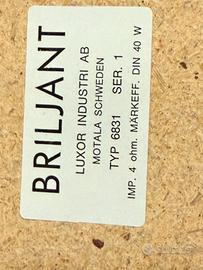 BRILJANT
LUXOR INDUSTRI AB
MOTALA SCHWEDEN
TYP 6831 SER. 1
IMP. 4 ohm. MÄRKEFF. DIN 40 W